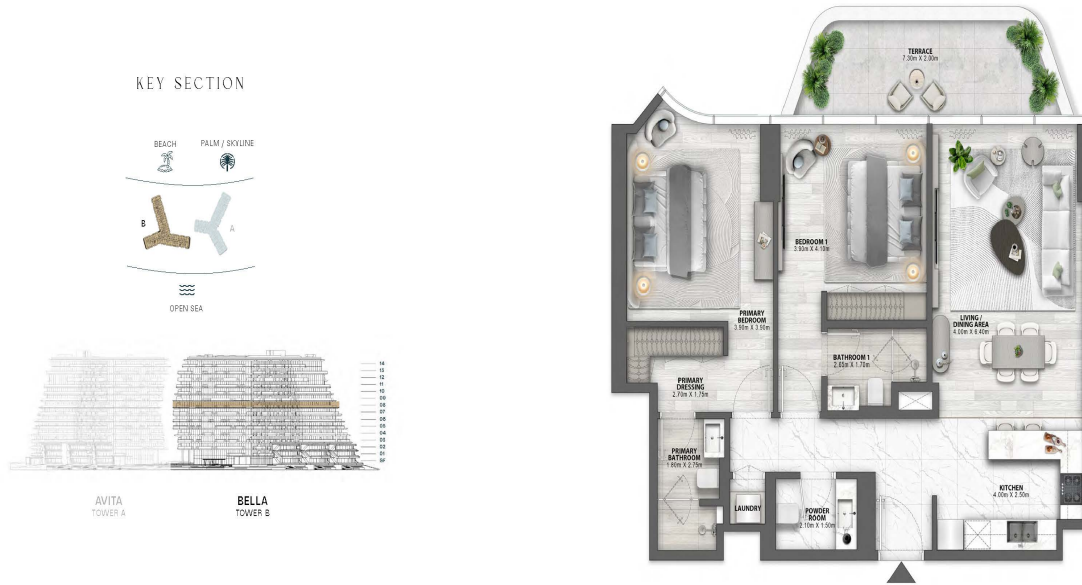 KEY SECTION
BEACH
PALM / SKYLINE
B
A
OPEN SEA
14
13
12
11
10
09
08
07
06
05
04
03
02
01
GF
AVITA
TOWER A
BELLA
TOWER B
TERRACE
7.30m X 2.00m
BEDROOM 1
3.90m X 4.10m
PRIMARY
BEDROOM
3.90m X 3.90m
LIVING /
DINING AREA
4.00m X 6.40m
BATHROOM 1
2.65m X 1.70m
PRIMARY
DRESSING
2.70m X 1.75m
PRIMARY
BATHROOM
1.80m X 2.75m
KITCHEN
4.00m X 2.50m
LAUNDRY
POWDER
ROOM
2.10m X 1.50m